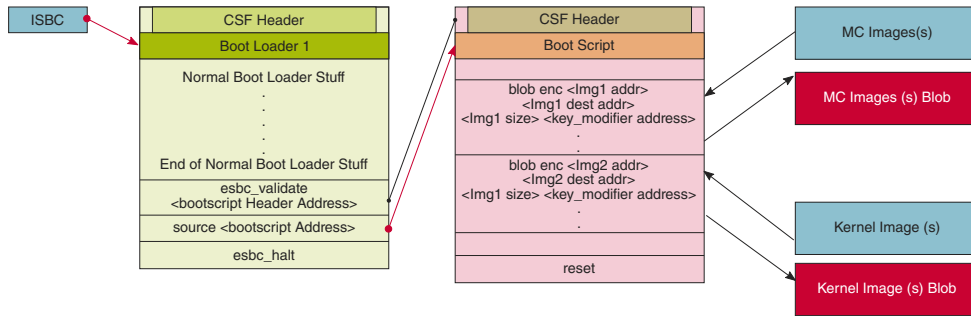 ISBC
CSF Header
Boot Loader 1
Normal Boot Loader Stuff
.
.
.
.
.
End of Normal Boot Loader Stuff
esbc_validate
<bootscript Header Address>
source <bootscript Address>
esbc_halt
CSF Header
Boot Script
blob enc <Img1 addr>
<Img1 dest addr>
<Img1 size> <key_modifier address>
.
.
blob enc <Img2 addr>
<Img2 dest addr>
<Img1 size> <key_modifier address>
.
.
reset
MC Images(s)
MC Images (s) Blob
Kernel Image (s)
Kernel Image (s) Blob